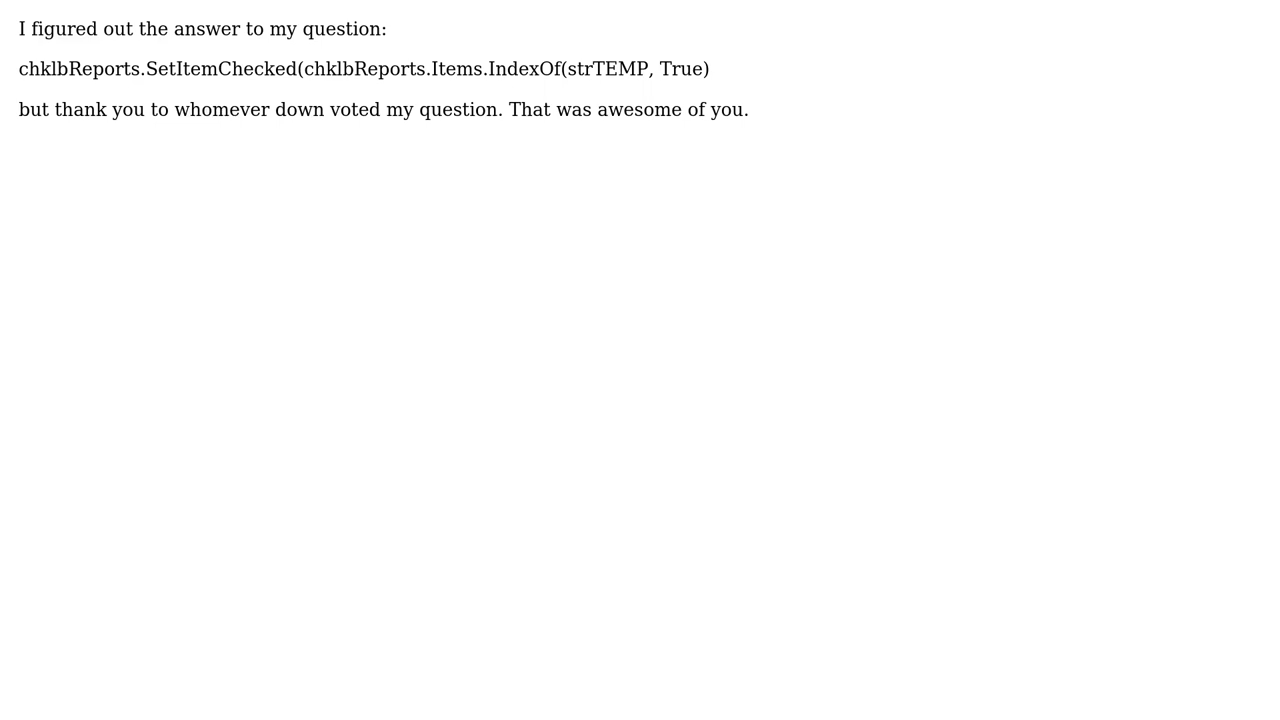 I figured out the answer to my question:
chklbReports.SetItemChecked(chklbReports.Items.IndexOf(strTEMP, True)
but thank you to whomever down voted my question. That was awesome of you.